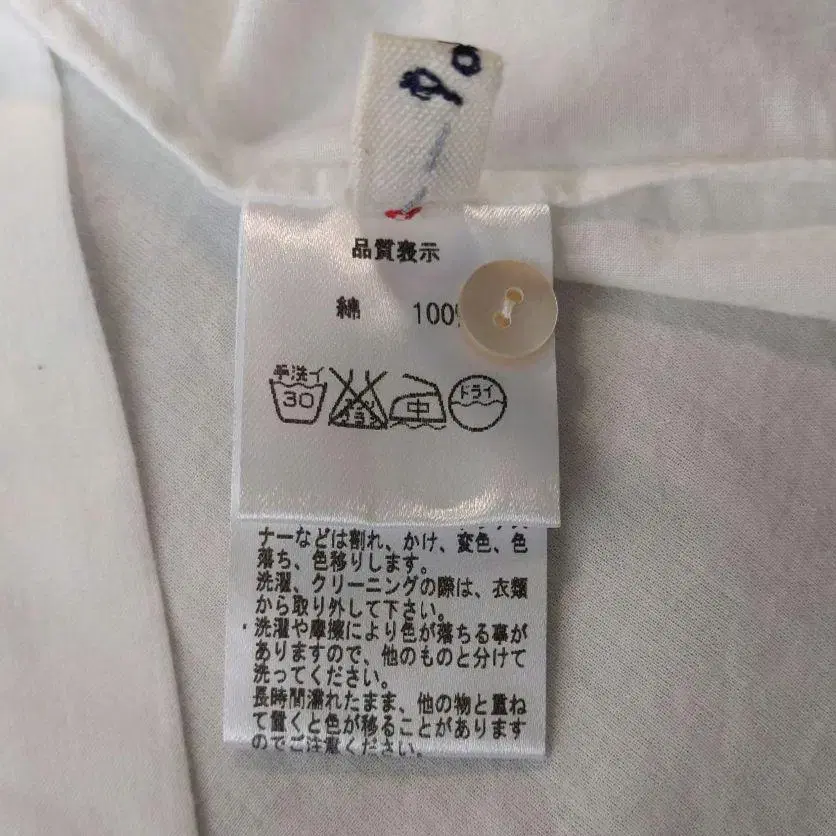 品質表示
綿 100%
手洗イ
30
エンソ
サラシ
中
ドライ
ナーなどは割れ、かけ、変色、色
落ち、色移りします。
洗濯、クリーニングの際は、衣類
から取り外して下さい。
・洗濯や摩擦により色が落ちる事が
ありますので、他のものと分けて
洗ってください。
長時間濡れたまま、他の物と重ね
て置くと色が移ることがあります
のでご注意ください。